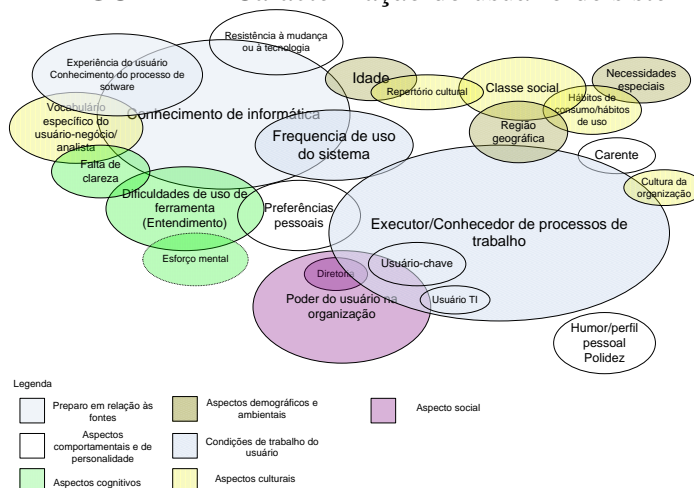 Resistência à mudança
ou à tecnologia
Experiência do usuário
Conhecimento do processo de
sotware
Idade
Repertório cultural
Classe social
Necessidades
especiais
Hábitos de
consumo/hábitos
de uso
Vocabulário
específico do
usuário-negócio/
analista
Conhecimento de informática
Frequencia de uso
do sistema
Região
geográfica
Carente
Falta de
clareza
Cultura da
organização
Dificuldades de uso de
ferramenta
(Entendimento)
Preferências
pessoais
Executor/Conhecedor de processos de
trabalho
Esforço mental
Usuário-chave
Diretoria
Poder do usuário na
organização
Usuário TI
Humor/perfil
pessoal
Polidez
Legenda
Preparo em relação às
fontes
Aspectos demográficos e
ambientais
Aspecto social
Aspectos
comportamentais e de
personalidade
Condições de trabalho do
usuário
Aspectos cognitivos
Aspectos culturais